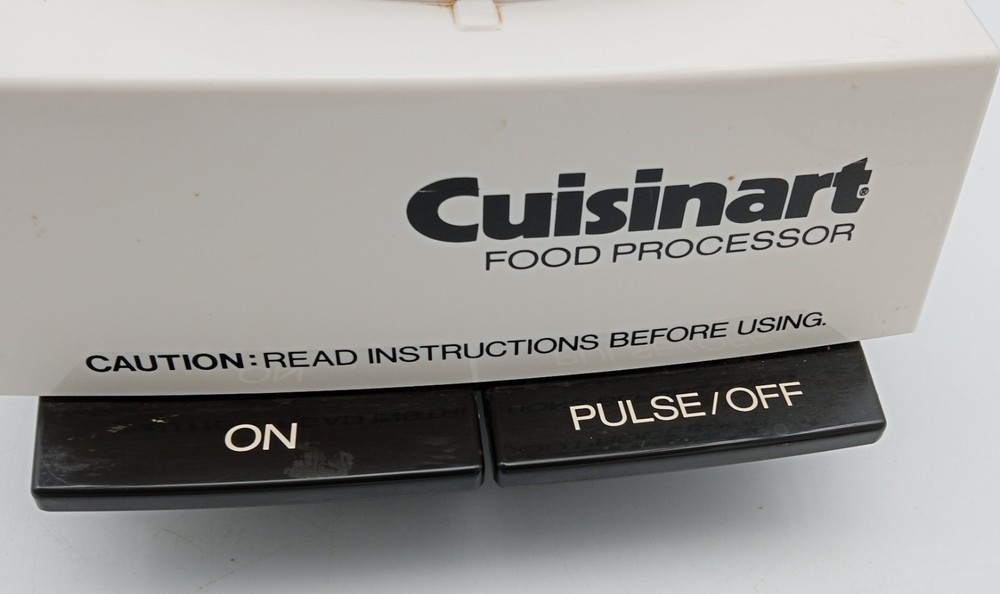 Cuisinart®
FOOD PROCESSOR
CAUTION: READ INSTRUCTIONS BEFORE USING.
ON
PULSE/OFF